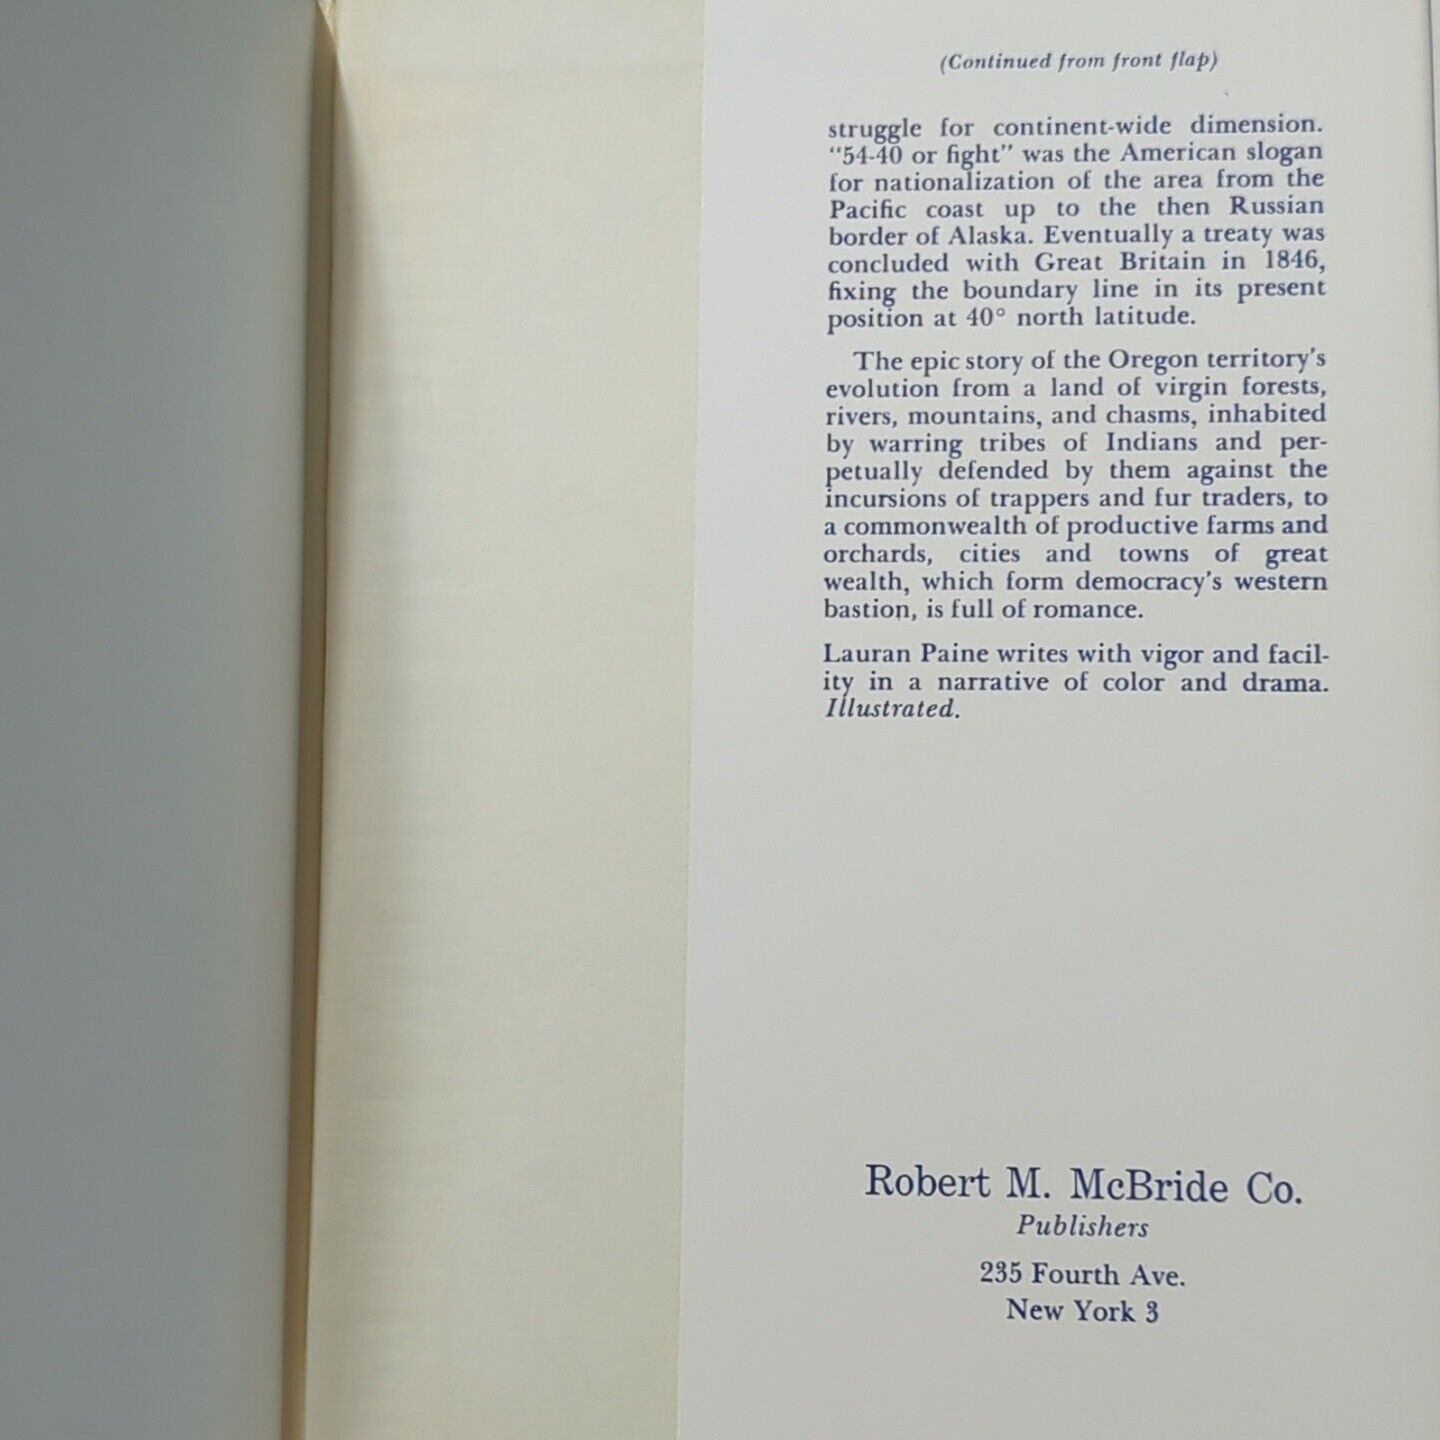 (Continued from front flap)
struggle for continent-wide dimension.
“54-40 or fight” was the American slogan
for nationalization of the area from the
Pacific coast up to the then Russian
border of Alaska. Eventually a treaty was
concluded with Great Britain in 1846,
fixing the boundary line in its present
position at 40° north latitude.
The epic story of the Oregon territory’s
evolution from a land of virgin forests,
rivers, mountains, and chasms, inhabited
by warring tribes of Indians and per-
petually defended by them against the
incursions of trappers and fur traders, to
a commonwealth of productive farms and
orchards, cities and towns of great
wealth, which form democracy’s western
bastion, is full of romance.
Lauran Paine writes with vigor and facil-
ity in a narrative of color and drama.
Illustrated.
Robert M. McBride Co.
Publishers
235 Fourth Ave.
New York 3